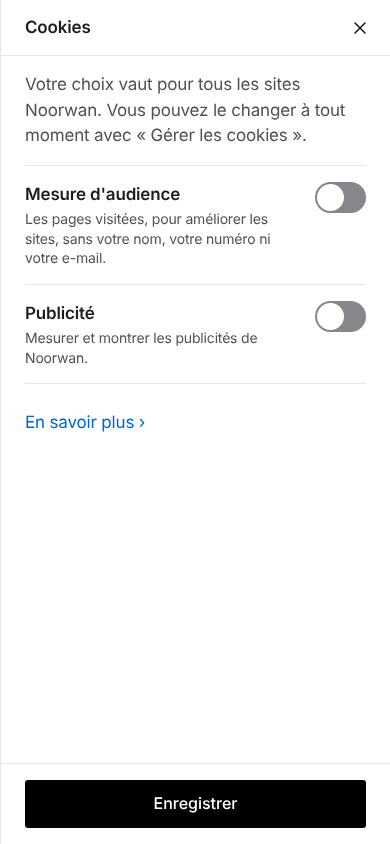 Cookies
Votre choix vaut pour tous les sites
Noorwan. Vous pouvez le changer à tout
moment avec « Gérer les cookies ».
Mesure d'audience
Les pages visitées, pour améliorer les
sites, sans votre nom, votre numéro ni
votre e-mail.
Publicité
Mesurer et montrer les publicités de
Noorwan.
En savoir plus ›
Enregistrer